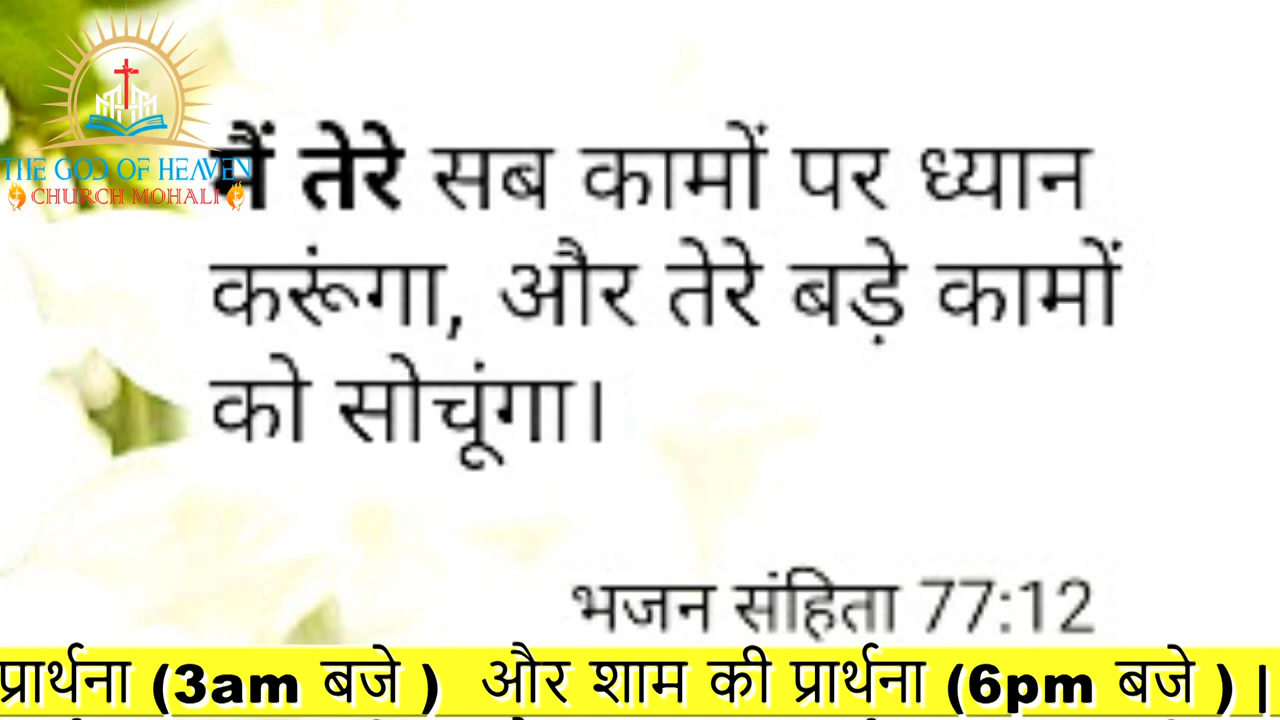 THE GOD OF HEAVEN
CHURCH MOHALI
मैं तेरे सब कामों पर ध्यान
करूंगा, और तेरे बड़े कामों
को सोचूंगा।
भजन संहिता 77:12
प्रार्थना (3am बजे ) और शाम की प्रार्थना (6pm बजे ) |